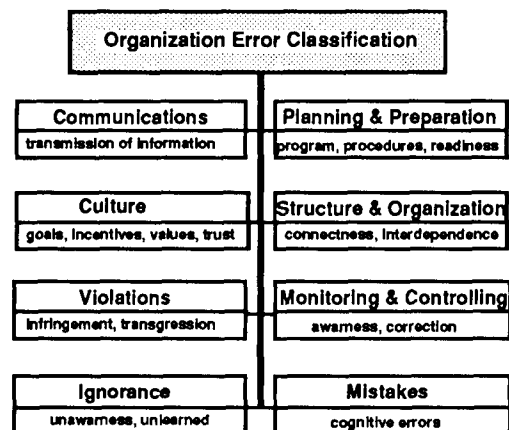 Organization Error Classification
Communications
transmission of information
Planning & Preparation
program, procedures, readiness
Culture
goals, incentives, values, trust
Structure & Organization
connectness, interdependence
Violations
infringement, transgression
Monitoring & Controlling
awarness, correction
Ignorance
unawarness, unlearned
Mistakes
cognitive errors